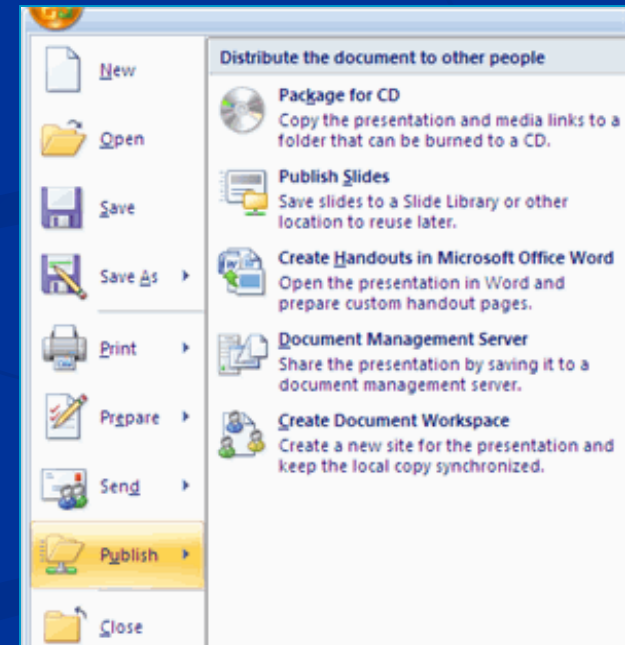 New
Open
Save
Save As
Print
Prepare
Send
Publish
Close
Distribute the document to other people
Package for CD
Copy the presentation and media links to a
folder that can be burned to a CD.
Publish Slides
Save slides to a Slide Library or other
location to reuse later.
Create Handouts in Microsoft Office Word
Open the presentation in Word and
prepare custom handout pages.
Document Management Server
Share the presentation by saving it to a
document management server.
Create Document Workspace
Create a new site for the presentation and
keep the local copy synchronized.